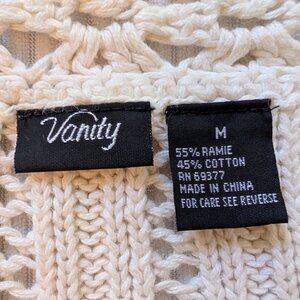 Vanity
M
55% RAMIE
45% COTTON
RN 69377
MADE IN CHINA
FOR CARE SEE REVERSE